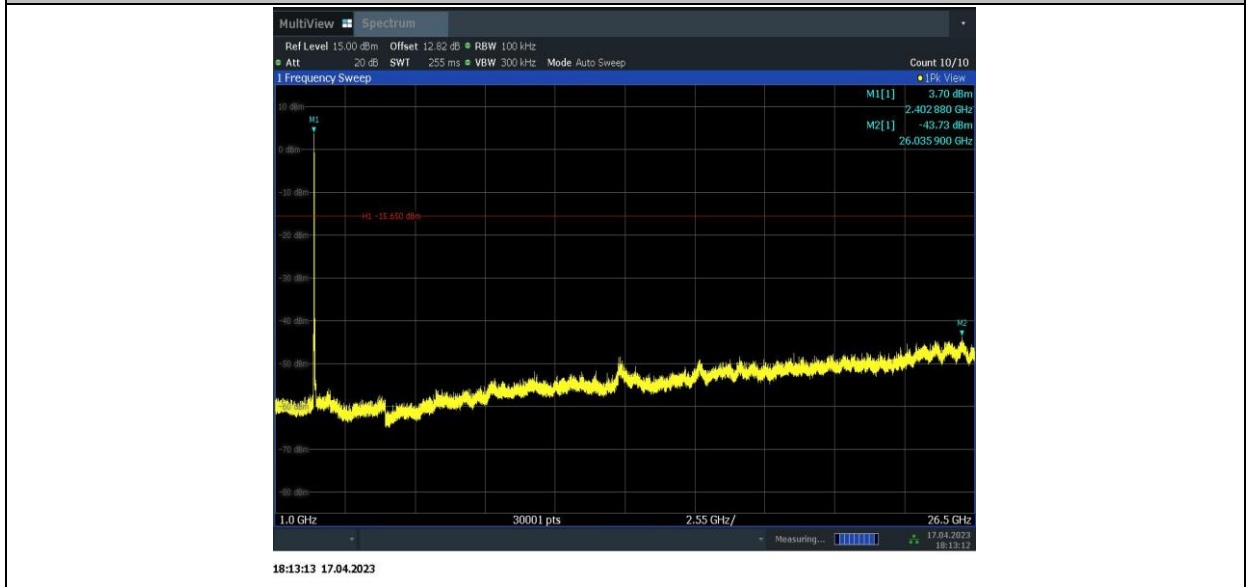 MultiView Spectrum
Ref Level 15.00 dBm Offset 12.82 dB RBW 100 kHz
Att 20 dB SWT 255 ms VBW 300 kHz Mode Auto Sweep Count 10/10
1 Frequency Sweep 1Pk View
M1[1] 3.70 dBm
2.402 880 GHz
M2[1] -43.73 dBm
26.035 900 GHz
10 dBm
M1
0 dBm
-10 dBm
H1 -15.650 dBm
-20 dBm
-30 dBm
-40 dBm
M2
-50 dBm
-60 dBm
-70 dBm
-80 dBm
1.0 GHz 30001 pts 2.55 GHz/ 26.5 GHz
Measuring... 17.04.2023
18:13:12
18:13:13 17.04.2023